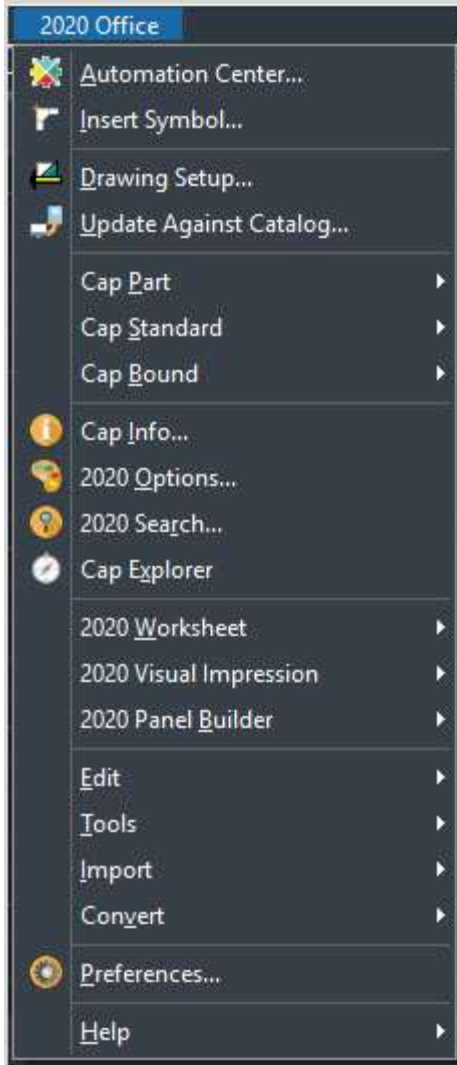 2020 Office
Automation Center...
Insert Symbol...
Drawing Setup...
Update Against Catalog...
Cap Part
Cap Standard
Cap Bound
Cap Info...
2020 Options...
2020 Search...
Cap Explorer
2020 Worksheet
2020 Visual Impression
2020 Panel Builder
Edit
Tools
Import
Convert
Preferences...
Help